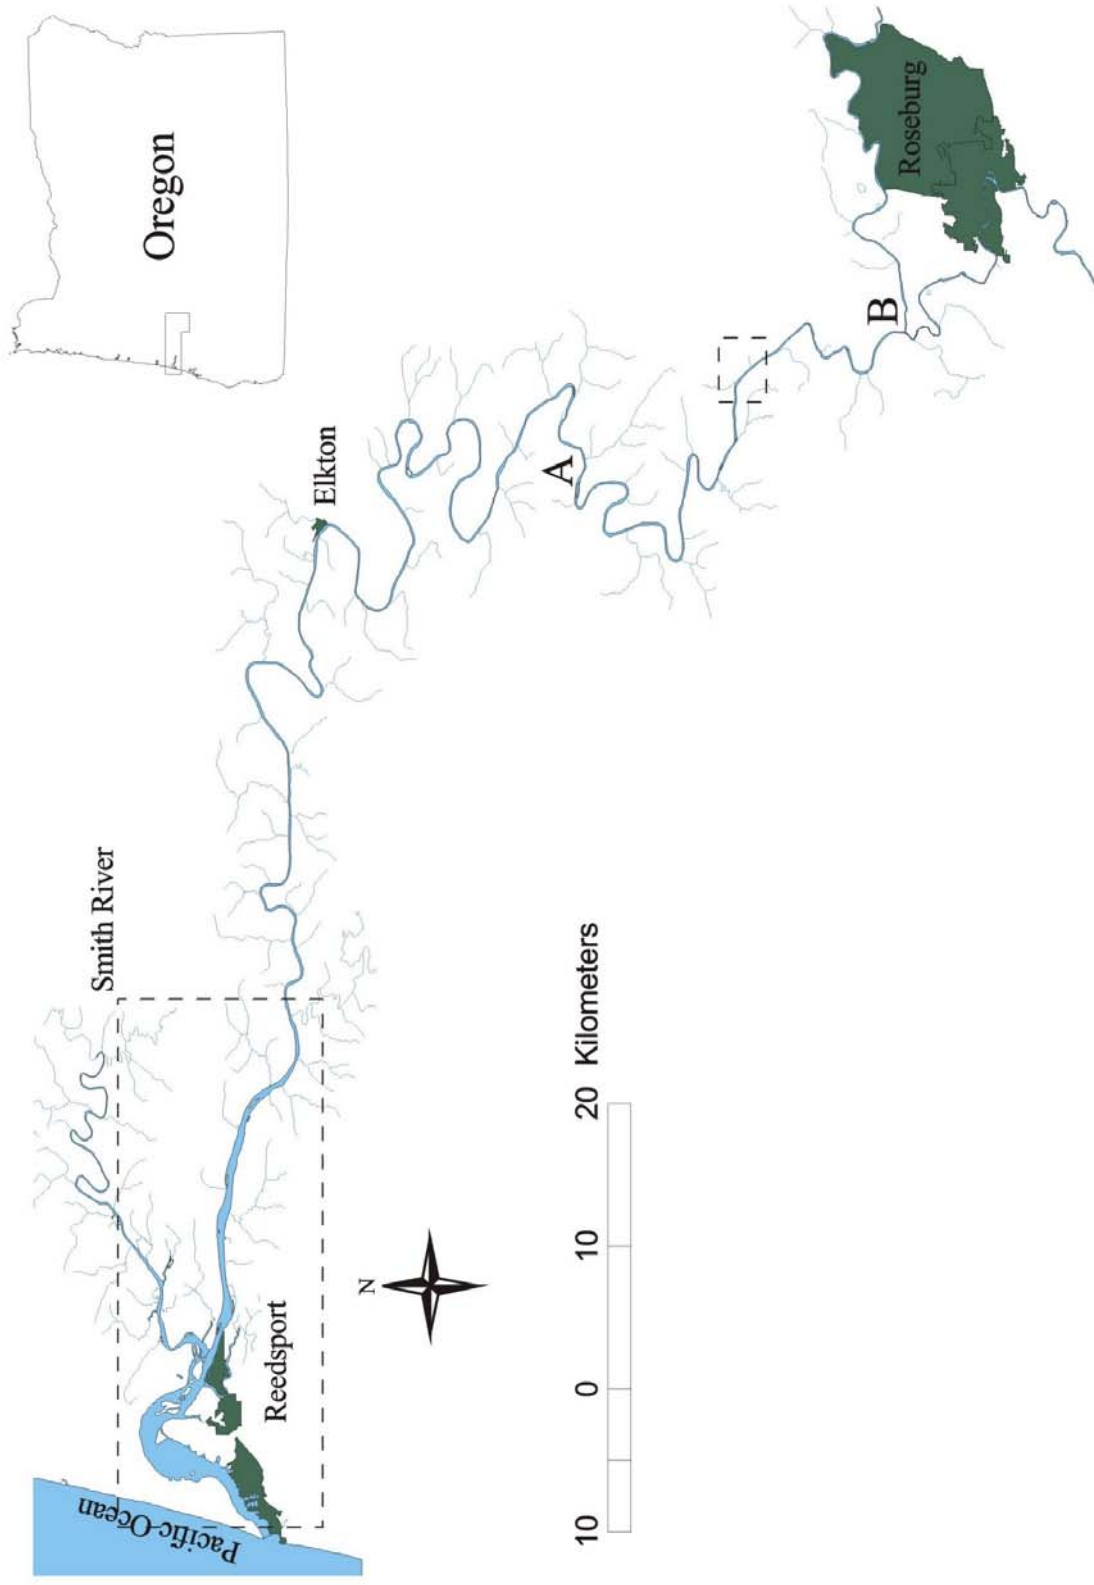 Oregon
Roseburg
B
A
Elkton
Smith River
Reedsport
Pacific Ocean
N
10 0 10 20 Kilometers